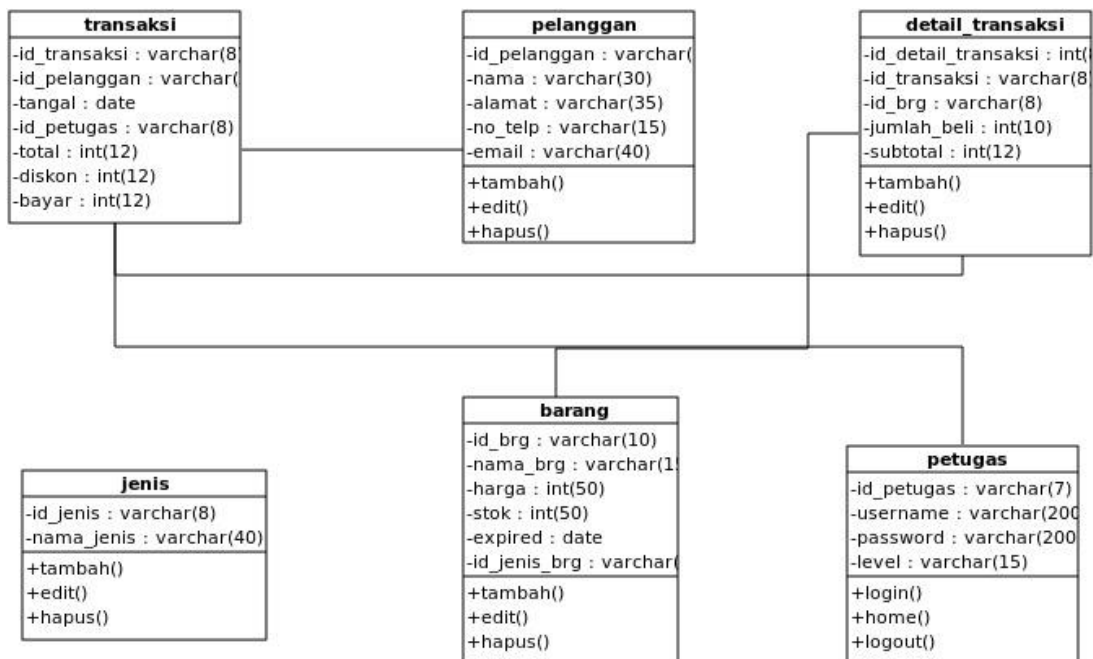 transaksi
-id_transaksi : varchar(8)
-id_pelanggan : varchar(
-tangal : date
-id_petugas : varchar(8)
-total : int(12)
-diskon : int(12)
-bayar : int(12)
pelanggan
-id_pelanggan : varchar(
-nama : varchar(30)
-alamat : varchar(35)
-no_telp : varchar(15)
-email : varchar(40)
+tambah()
+edit()
+hapus()
detail_transaksi
-id_detail_transaksi : int(
-id_transaksi : varchar(8)
-id_brg : varchar(8)
-jumlah_beli : int(10)
-subtotal : int(12)
+tambah()
+edit()
+hapus()
jenis
-id_jenis : varchar(8)
-nama_jenis : varchar(40)
+tambah()
+edit()
+hapus()
barang
-id_brg : varchar(10)
-nama_brg : varchar(1
-harga : int(50)
-stok : int(50)
-expired : date
-id_jenis_brg : varchar(
+tambah()
+edit()
+hapus()
petugas
-id_petugas : varchar(7)
-username : varchar(200
-password : varchar(200
-level : varchar(15)
+login()
+home()
+logout()